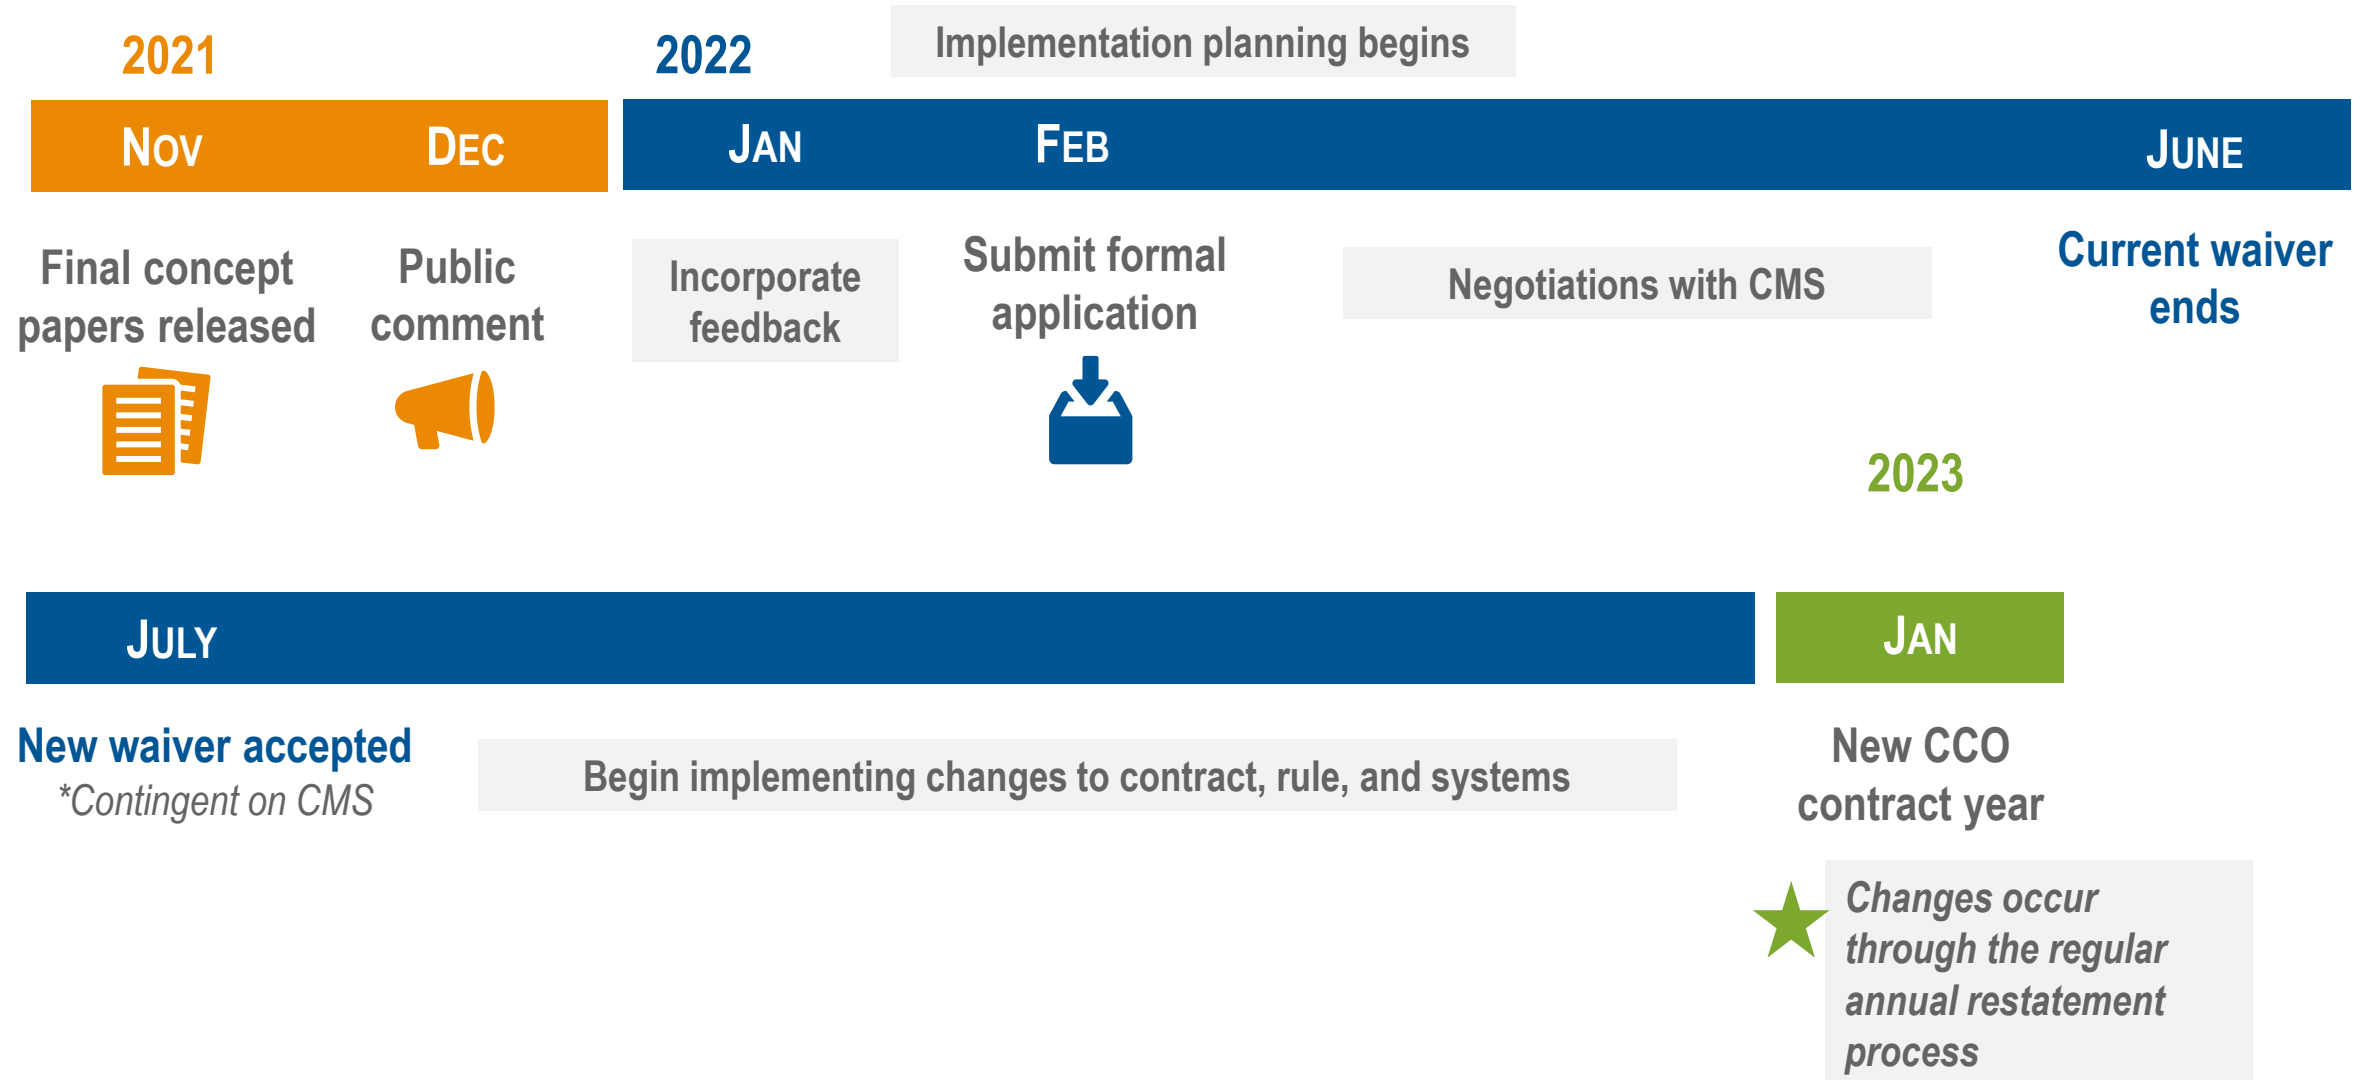 2021
2022
Implementation planning begins
NOV
DEC
JAN
FEB
JUNE
Final concept
papers released
Public
comment
Incorporate
feedback
Submit formal
application
Negotiations with CMS
Current waiver
ends
2023
JULY
JAN
New waiver accepted
*Contingent on CMS
Begin implementing changes to contract, rule, and systems
New CCO
contract year
Changes occur
through the regular
annual restatement
process